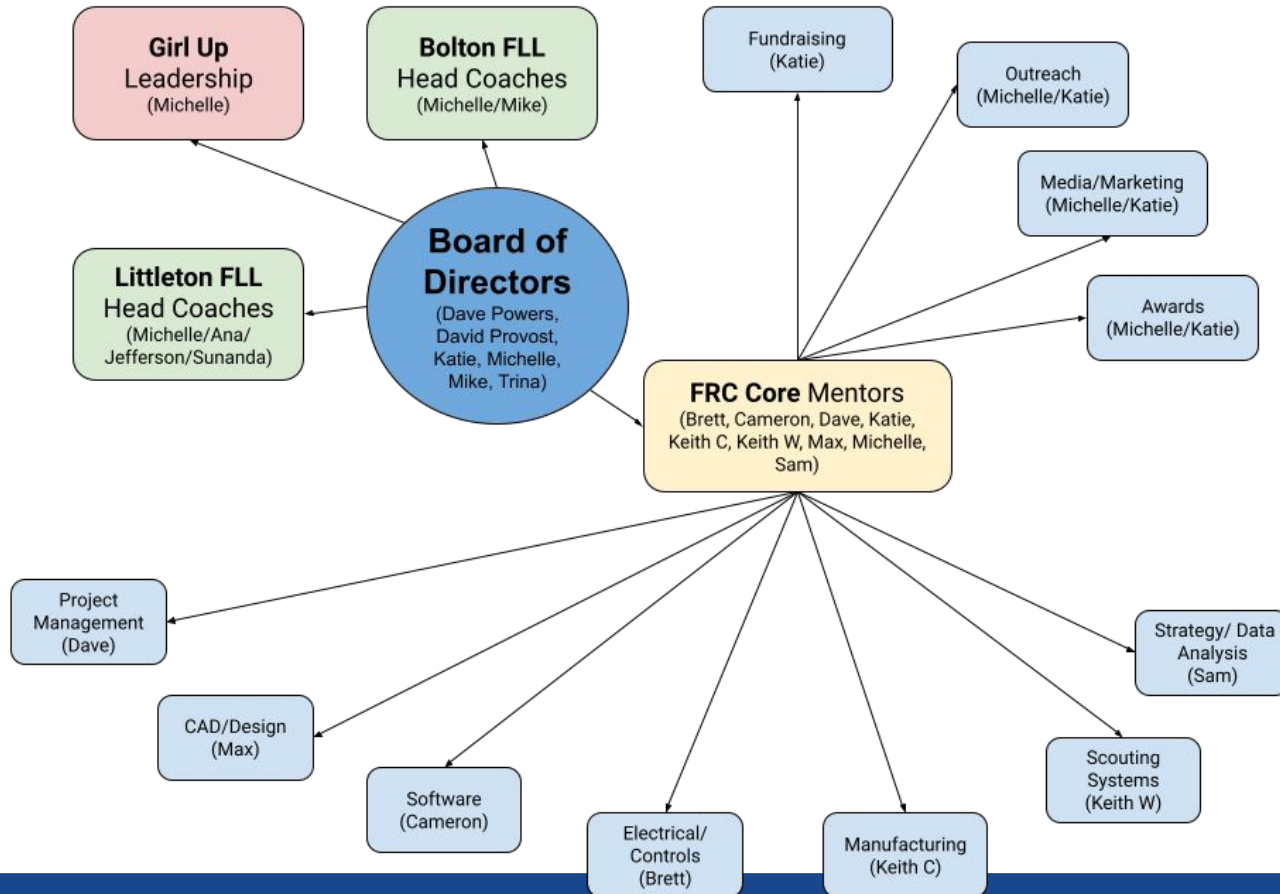 Girl Up
Leadership
(Michelle)
Bolton FLL
Head Coaches
(Michelle/Mike)
Fundraising
(Katie)
Outreach
(Michelle/Katie)
Media/Marketing
(Michelle/Katie)
Awards
(Michelle/Katie)
Littleton FLL
Head Coaches
(Michelle/Ana/
Jefferson/Sunanda)
Board of
Directors
(Dave Powers,
David Provost,
Katie, Michelle,
Mike, Trina)
FRC Core Mentors
(Brett, Cameron, Dave, Katie,
Keith C, Keith W, Max, Michelle,
Sam)
Project
Management
(Dave)
CAD/Design
(Max)
Software
(Cameron)
Electrical/
Controls
(Brett)
Manufacturing
(Keith C)
Scouting
Systems
(Keith W)
Strategy/ Data
Analysis
(Sam)